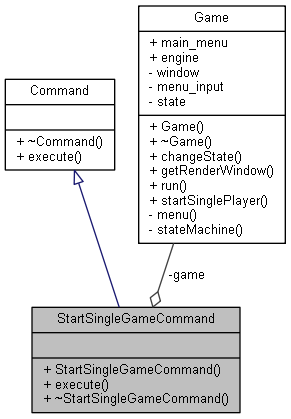 Game
+ main_menu
+ engine
- window
- menu_input
- state
+ Game()
+ ~Game()
+ changeState()
+ getRenderWindow()
+ run()
+ startSinglePlayer()
- menu()
- stateMachine()
Command
+ ~Command()
+ execute()
-game
StartSingleGameCommand
+ StartSingleGameCommand()
+ execute()
+ ~StartSingleGameCommand()